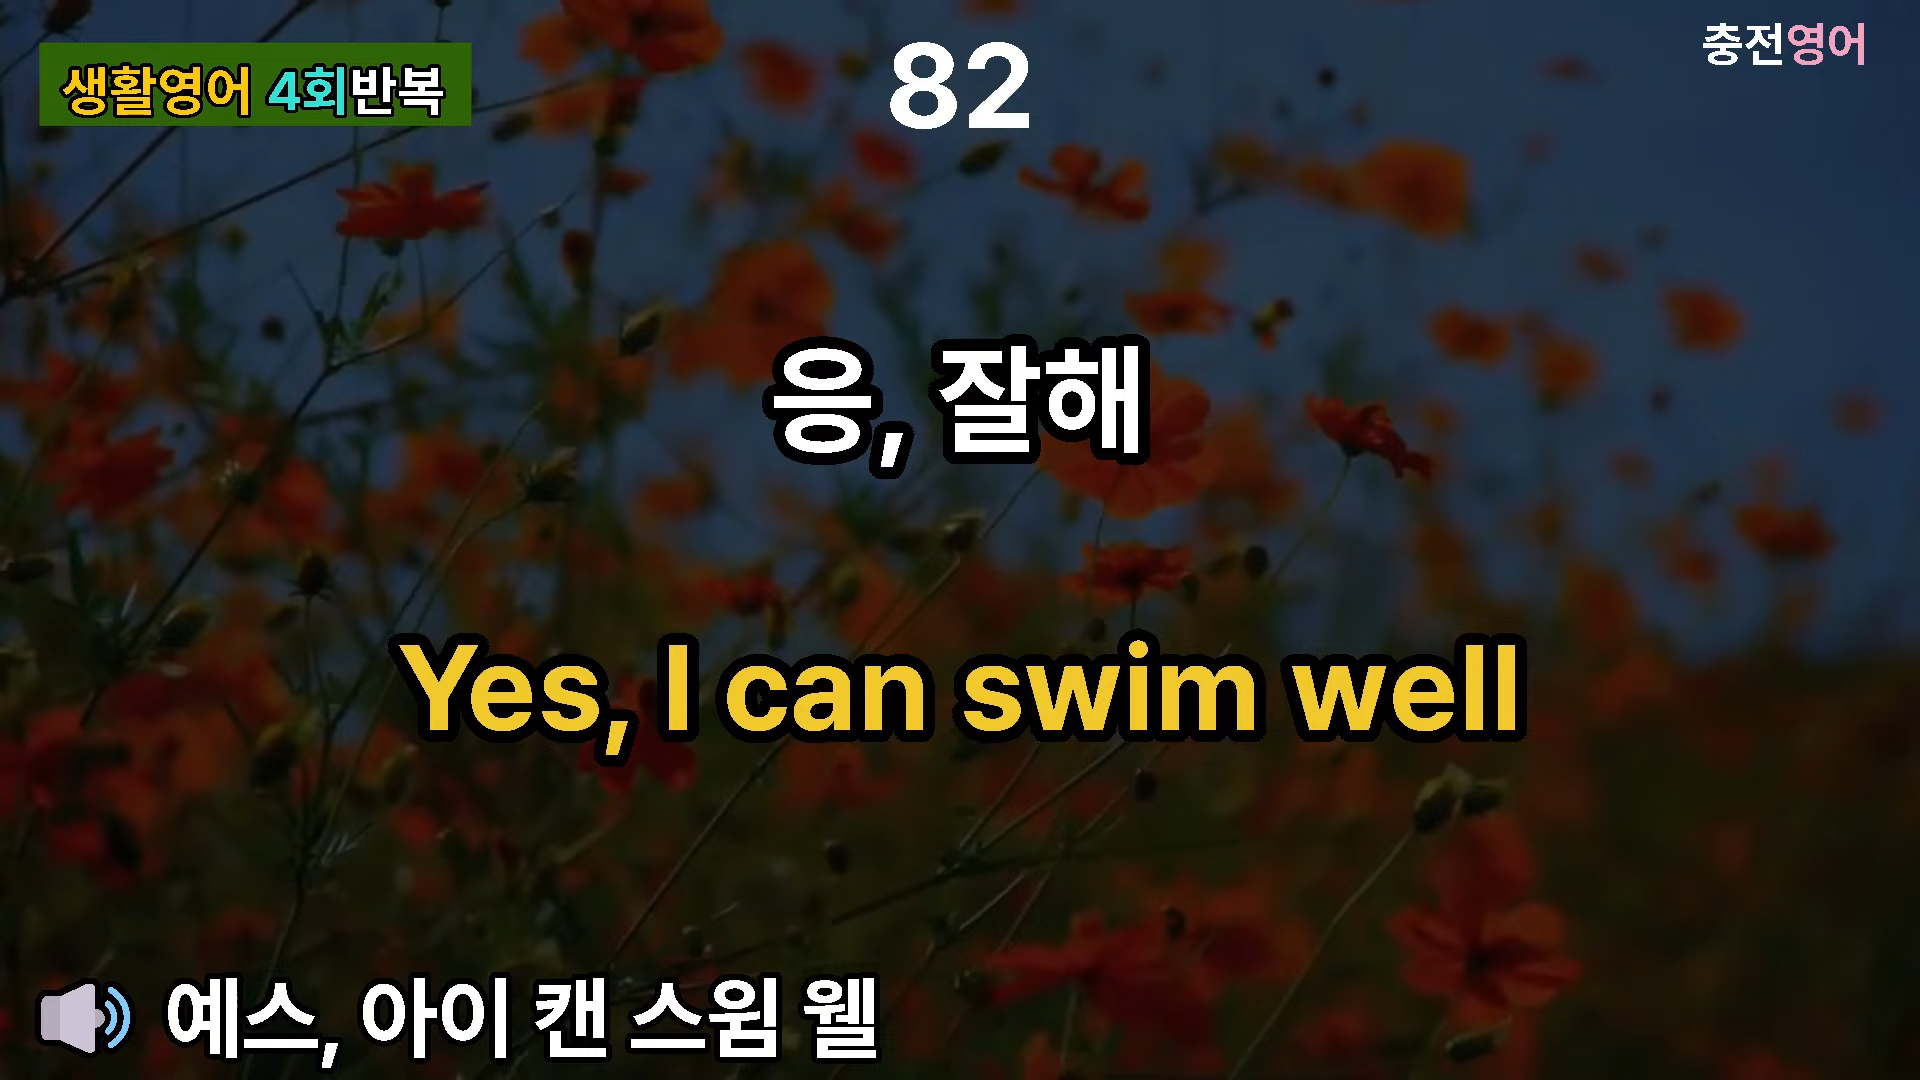 생활영어 4회반복
82
충전영어
응, 잘해
Yes, I can swim well
예스, 아이 캔 스윔 웰